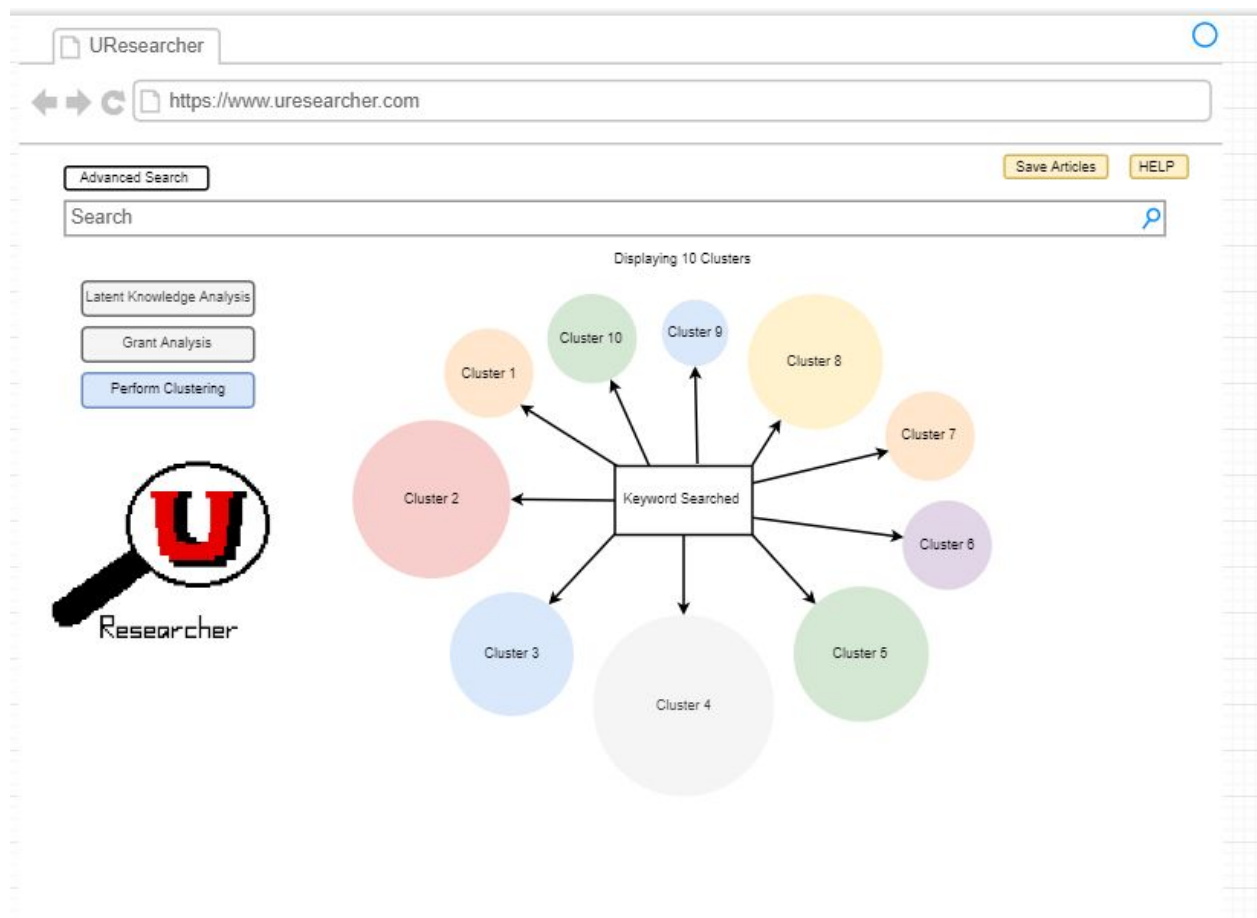 UResearcher
https://www.uresearcher.com
Advanced Search
Save Articles
HELP
Search
Displaying 10 Clusters
Latent Knowledge Analysis
Grant Analysis
Perform Clustering
Cluster 10
Cluster 9
Cluster 8
Cluster 1
Cluster 7
Cluster 2
Keyword Searched
Cluster 6
Cluster 3
Cluster 4
Cluster 5
U
Researcher